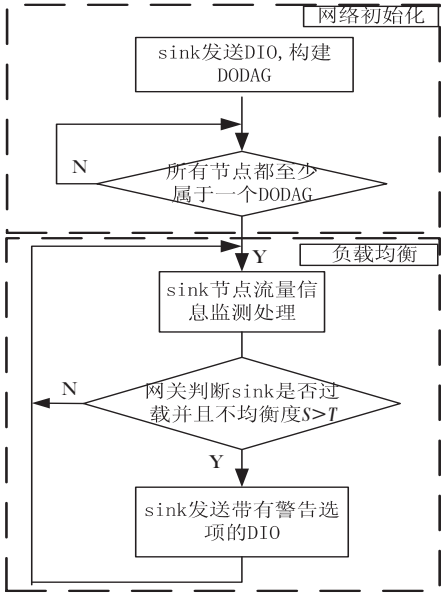 网络初始化
sink发送DIO,构建
DODAG
N
所有节点都至少
属于一个DODAG
负载均衡
Y
sink节点流量信
息监测处理
N
网关判断sink是否过
载并且不均衡度S>T
Y
sink发送带有警告选
项的DIO